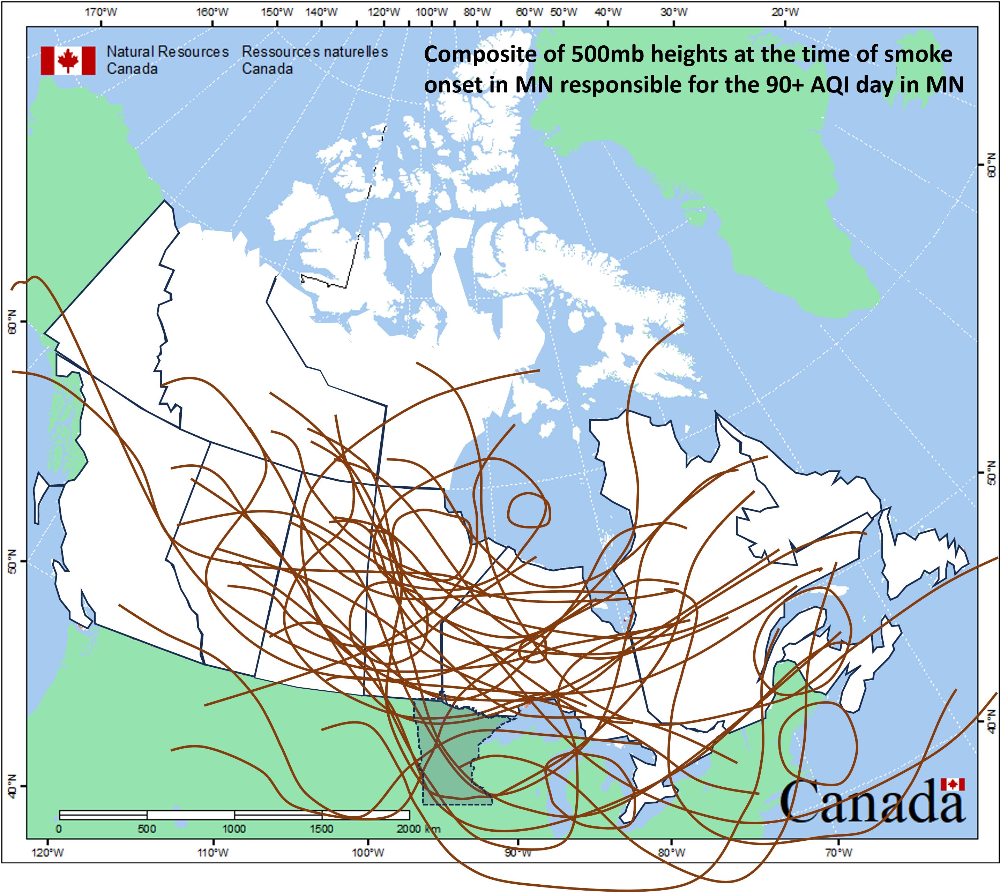 170°W 160°W 150°W 140°W 120°W 100°W 80°W 60°W 50°W 40°W 30°W 20°W
Natural Resources Ressources naturelles
Canada Canada
Composite of 500mb heights at the time of smoke
onset in MN responsible for the 90+ AQI day in MN
60°N
60°N
50°N
50°N
40°N
40°N
Canada
0 500 1000 1500 2000 km
120°W 110°W 100°W 90°W 80°W 70°W